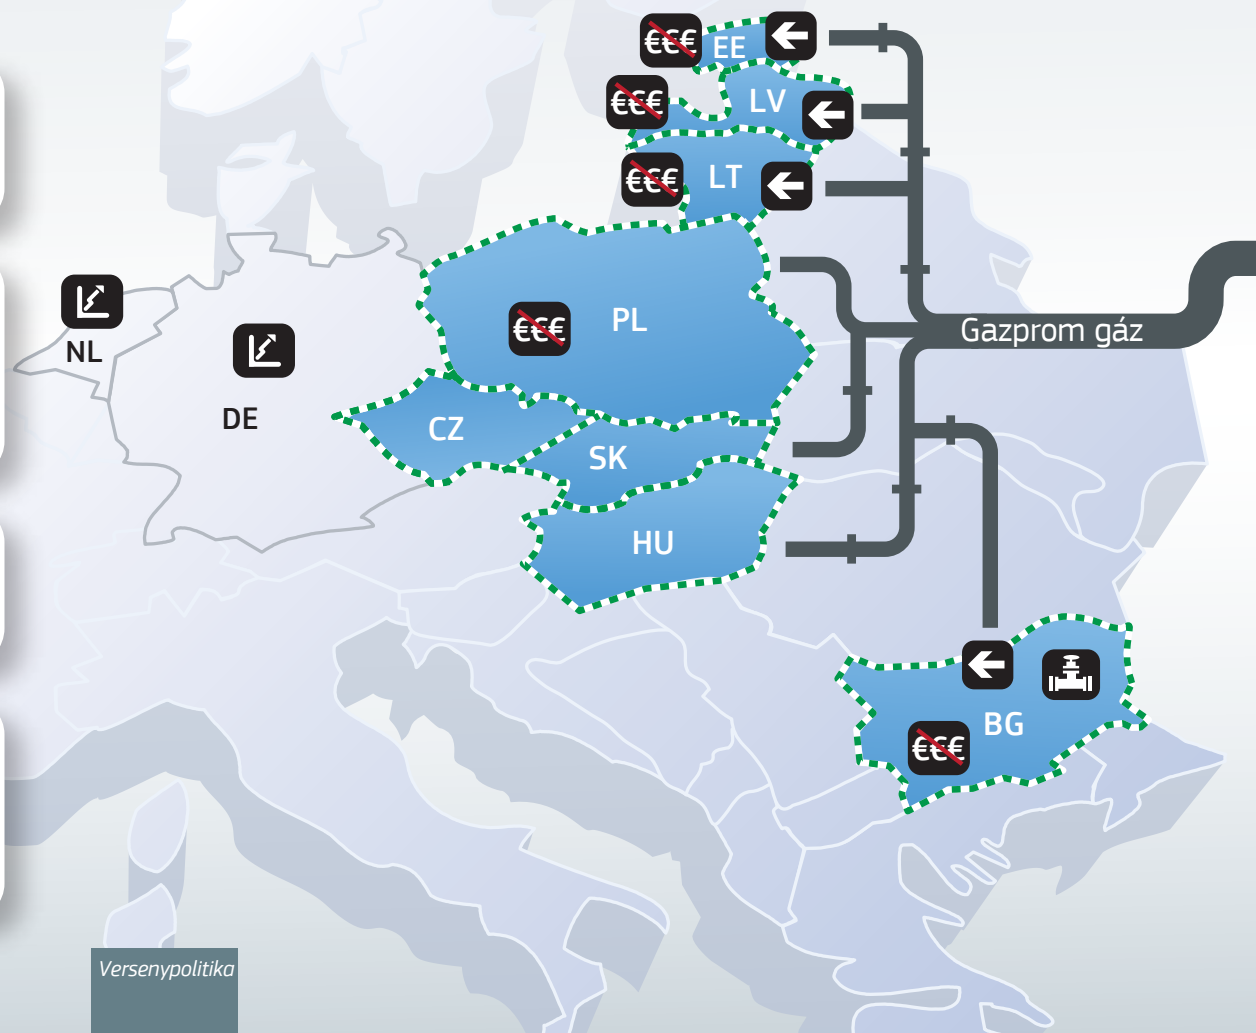 €€€
EE
€€€
LV
€€€
LT
NL
DE
€€€
PL
Gazprom gáz
CZ
SK
HU
BG
€€€
Versenypolitika